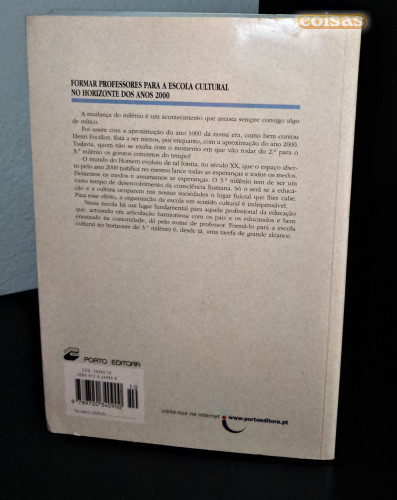 coisas
FORMAR PROFESSORES PARA A ESCOLA CULTURAL
NO HORIZONTE DOS ANOS 2000
A mudança do milénio é um acontecimento que arrasta sempre consigo algo
de mítico.
Foi assim com a aproximação do ano 1000 da nossa era, como bem contou
Henri Focillon. Está a ser menos, por enquanto, com a aproximação do ano 2000.
Todavia, quem não se exalta com o momento em que vão rodar do 2.º para o
3.º milénio os gonzos concretos do tempo?
O mundo do Homem evoluiu de tal forma, no século XX, que o espaço aber-
to pelo ano 2000 justifica no mesmo lance todas as esperanças e todos os medos.
Deixemos os medos e assumamos as esperanças. O 3.º milénio tem de ser um
vasto tempo de desenvolvimento da consciência humana. Só o será se a educa-
ção e a cultura ocuparem nas nossas sociedades o lugar fulcral que lhes cabe.
Para esse efeito, a organização da escola em sentido cultural é indispensável.
Nessa escola há um lugar fundamental para aquele profissional da educação
que, actuando em articulação harmoniosa com os pais e os educandos e bem
enraizado na comunidade, dá pelo nome de professor. Formá-lo para a escola
cultural no horizonte do 3.º milénio é, desde já, uma tarefa de grande alcance.
PORTO EDITORA
visite-nos na internet
www.portoeditora.pt